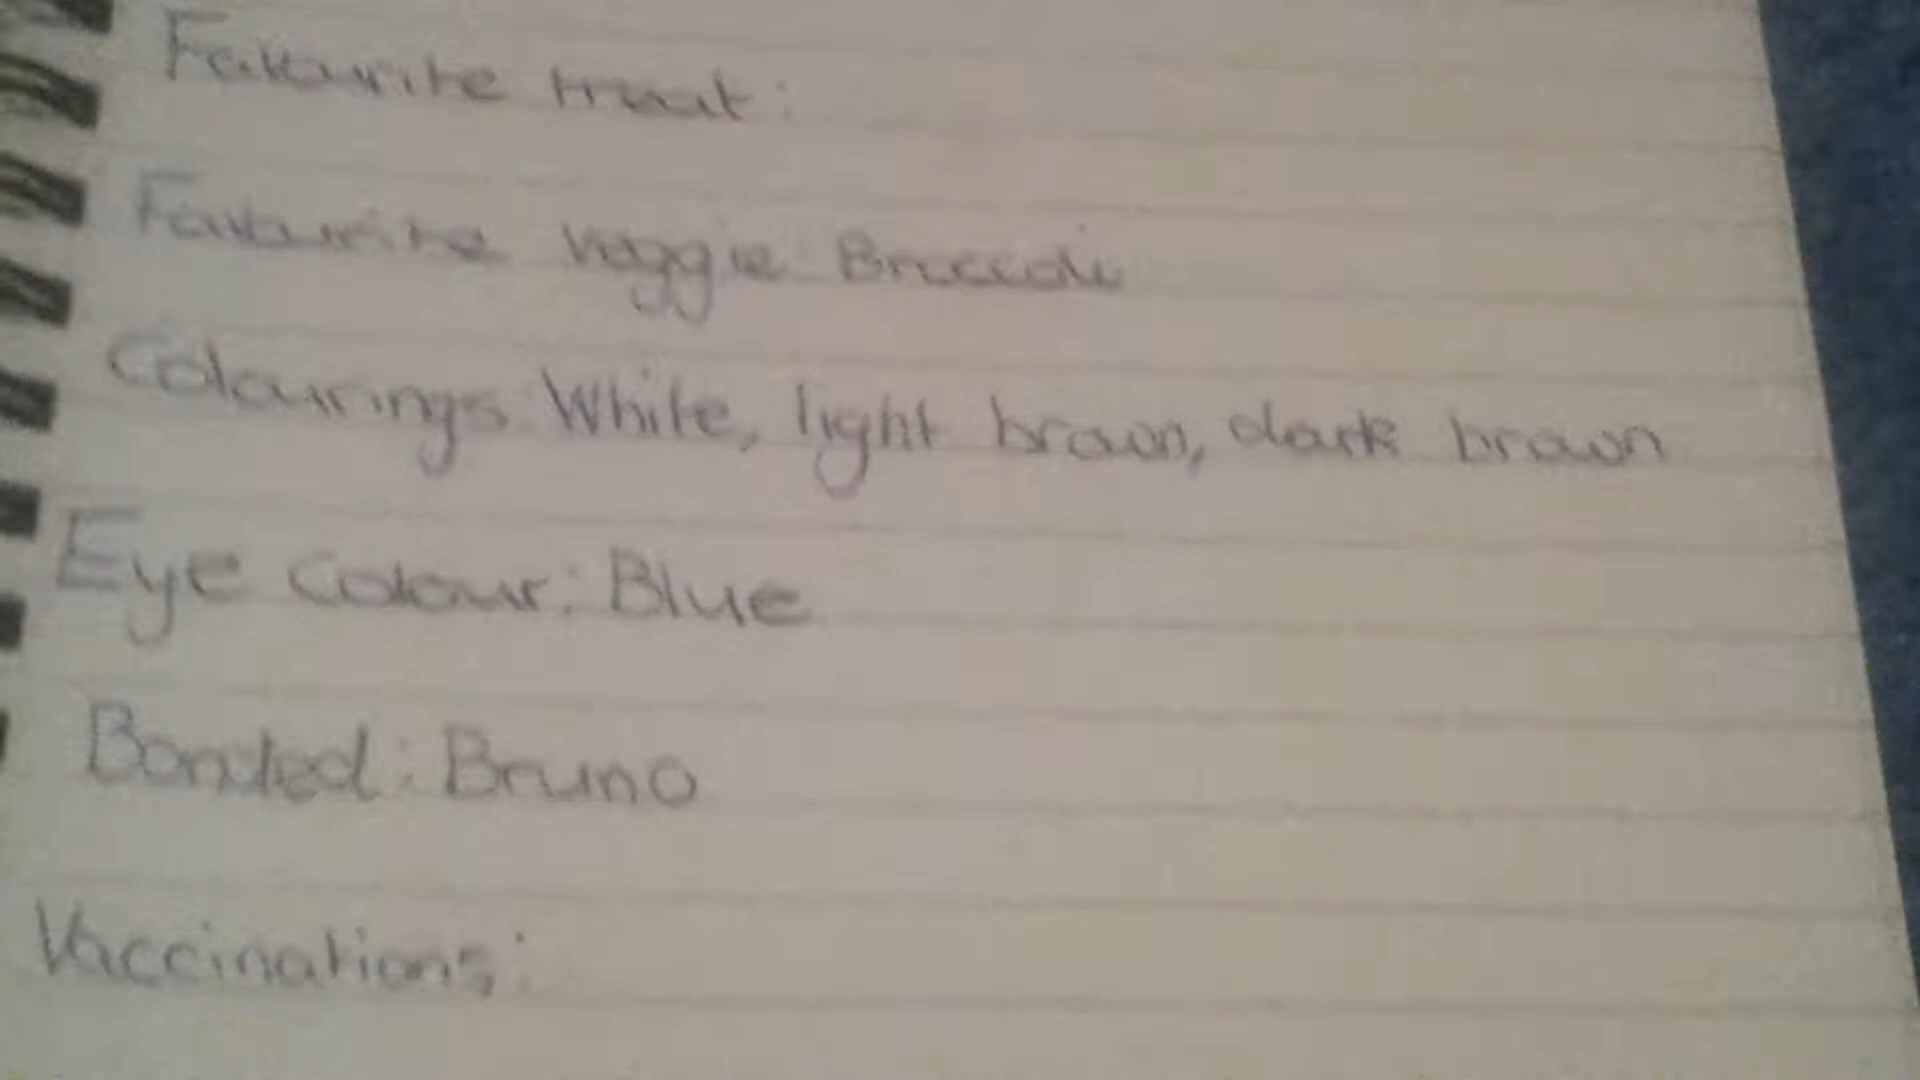 Favourite treat:
Favourite veggie: Broccoli
Colourings: White, light brown, dark brown
Eye Colour: Blue
Bonded: Bruno
Vaccinations: